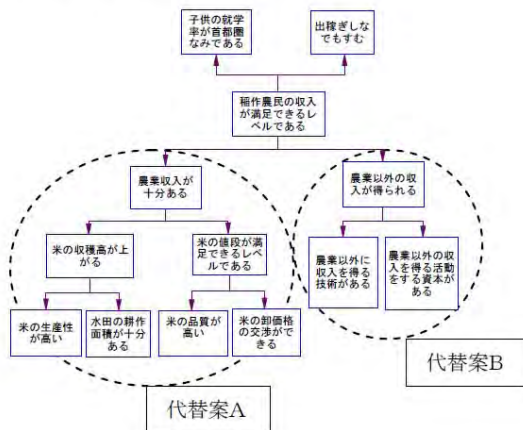 子供の就学
率が首都圏
なみである
出稼ぎしな
でもすむ
稲作農民の収入
が満足できるレ
ベルである
農業収入が
十分ある
農業以外の収
入が得られる
米の収穫高が上
がる
米の値段が満
足できるレベ
ルである
農業以外に
収入を得る
技術がある
農業以外の収
入を得る活動
をする資本が
ある
米の生産性
が高い
水田の耕作
面積が十分
ある
米の品質が
高い
米の卸価格
の交渉がで
きる
代替案A
代替案B